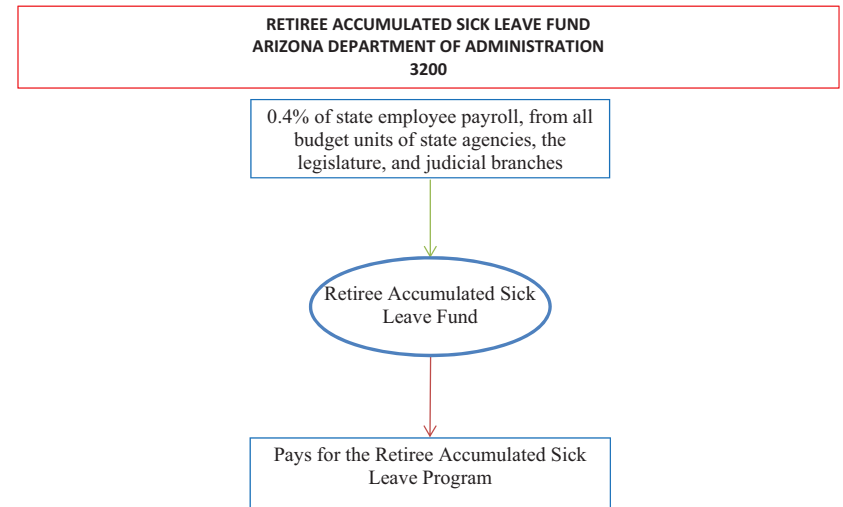 RETIREE ACCUMULATED SICK LEAVE FUND
ARIZONA DEPARTMENT OF ADMINISTRATION
3200
0.4% of state employee payroll, from all
budget units of state agencies, the
legislature, and judicial branches
Retiree Accumulated Sick
Leave Fund
Pays for the Retiree Accumulated Sick
Leave Program